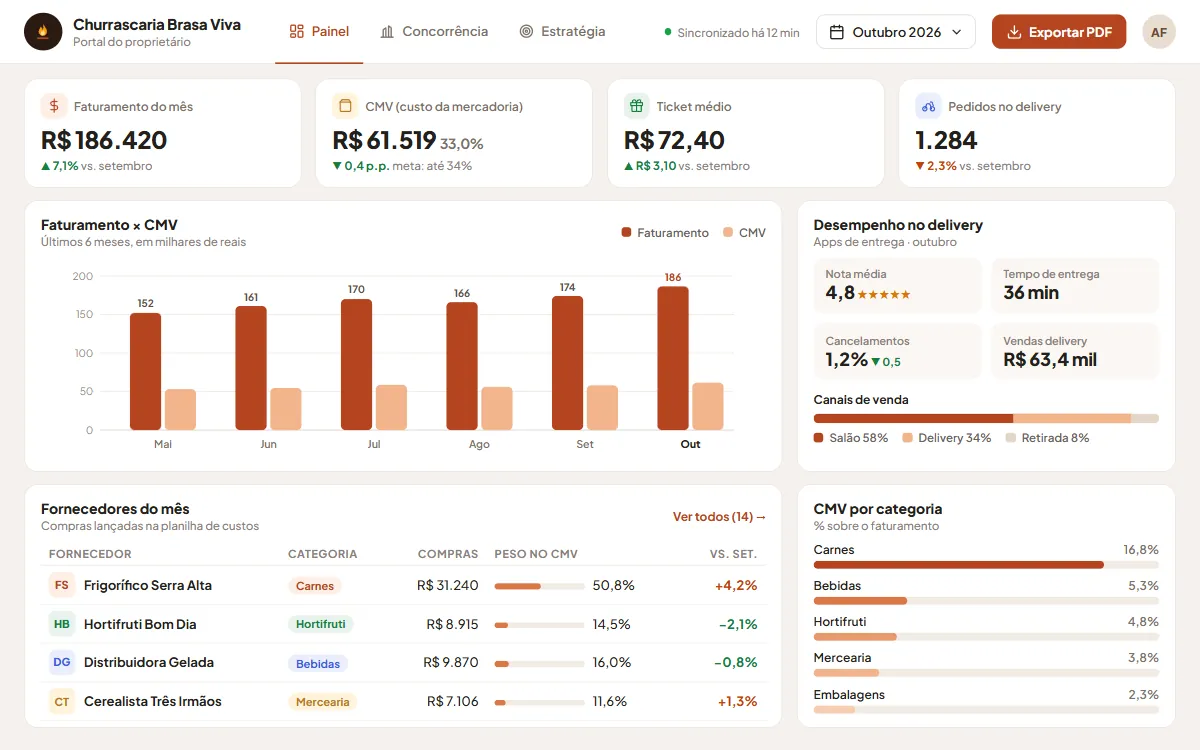 Churrascaria Brasa Viva
Portal do proprietário
Painel
Concorrência
Estratégia
Sincronizado há 12 min
Outubro 2026
Exportar PDF
AF
Faturamento do mês
R$ 186.420
▲ 7,1% vs. setembro
CMV (custo da mercadoria)
R$ 61.519 33,0%
▼ 0,4 p.p. meta: até 34%
Ticket médio
R$ 72,40
▲ R$ 3,10 vs. setembro
Pedidos no delivery
1.284
▼ 2,3% vs. setembro
Faturamento × CMV
Últimos 6 meses, em milhares de reais
Faturamento
CMV
200
150
100
50
0
152
161
170
166
174
186
Mai
Jun
Jul
Ago
Set
Out
Desempenho no delivery
Apps de entrega · outubro
Nota média
4,8 ★★★★★
Tempo de entrega
36 min
Cancelamentos
1,2% ▼ 0,5
Vendas delivery
R$ 63,4 mil
Canais de venda
Salão 58% Delivery 34% Retirada 8%
Fornecedores do mês
Compras lançadas na planilha de custos
Ver todos (14) →
FORNECEDOR CATEGORIA COMPRAS PESO NO CMV VS. SET.
FS Frigorífico Serra Alta Carnes R$ 31.240 50,8% +4,2%
HB Hortifruti Bom Dia Hortifruti R$ 8.915 14,5% −2,1%
DG Distribuidora Gelada Bebidas R$ 9.870 16,0% −0,8%
CT Cerealista Três Irmãos Mercearia R$ 7.106 11,6% +1,3%
CMV por categoria
% sobre o faturamento
Carnes 16,8%
Bebidas 5,3%
Hortifruti 4,8%
Mercearia 3,8%
Embalagens 2,3%